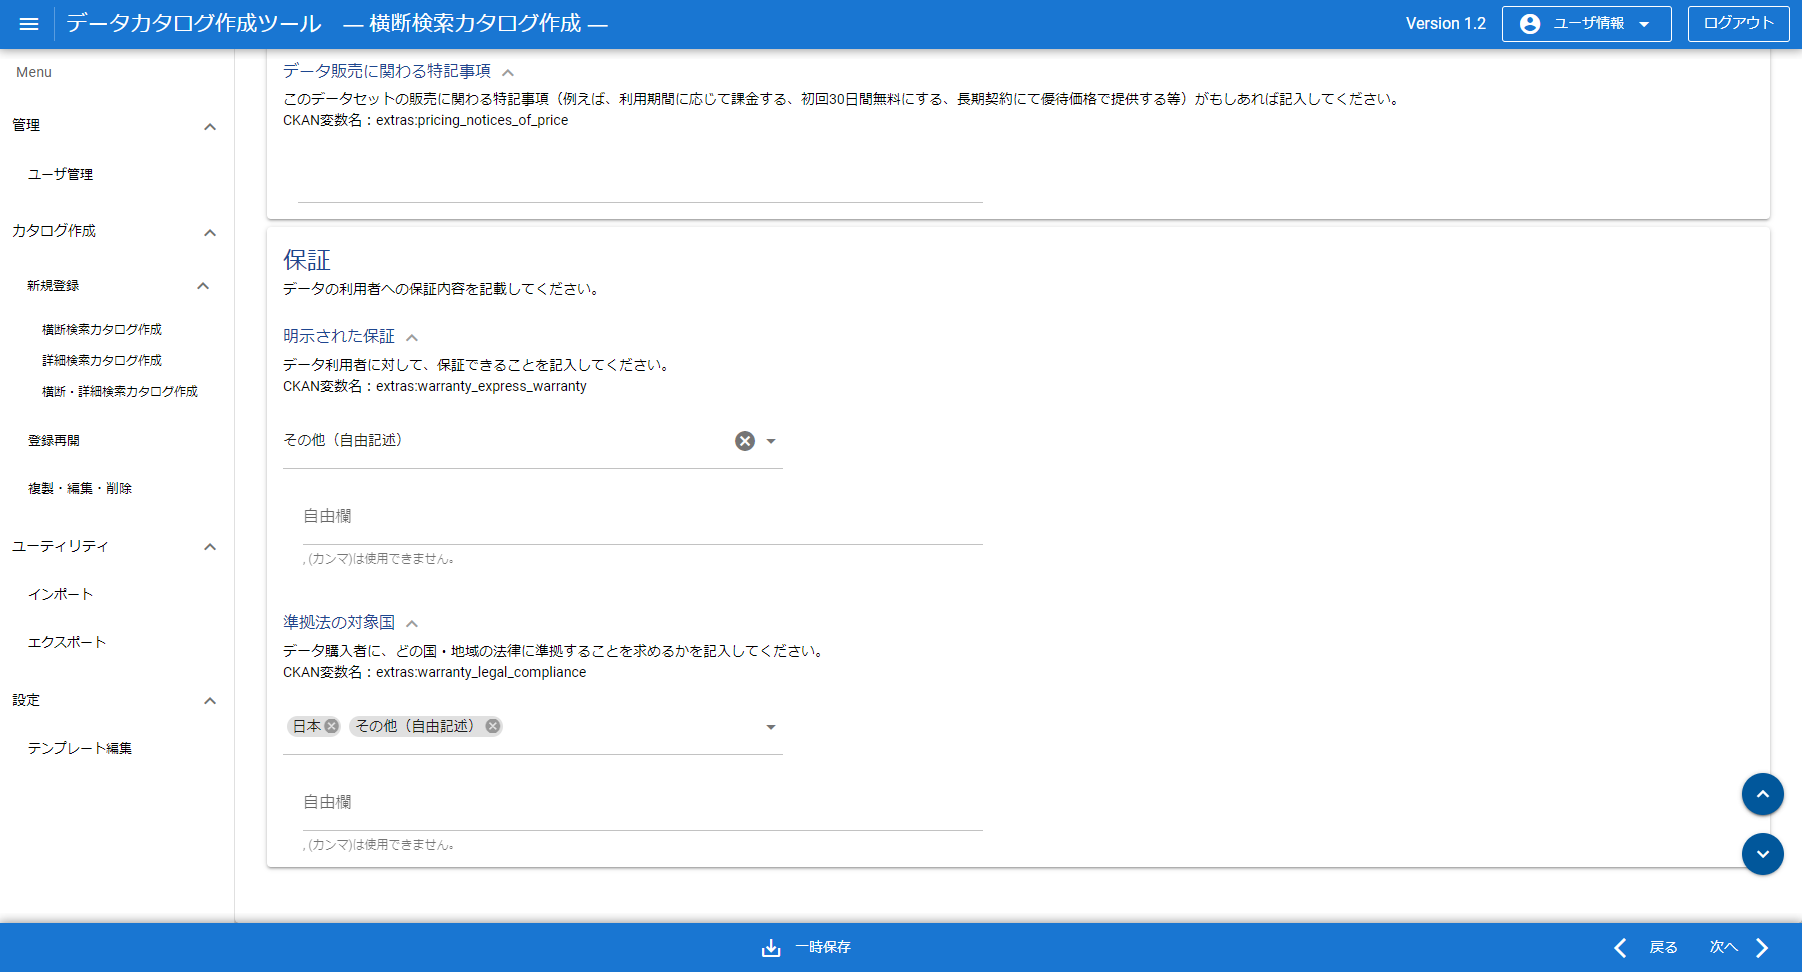 データカタログ作成ツール ― 横断検索カタログ作成 ―
Version 1.2
ユーザ情報
ログアウト
Menu
管理
ユーザ管理
カタログ作成
新規登録
横断検索カタログ作成
詳細検索カタログ作成
横断・詳細検索カタログ作成
登録再開
複製・編集・削除
ユーティリティ
インポート
エクスポート
設定
テンプレート編集
データ販売に関わる特記事項
このデータセットの販売に関わる特記事項（例えば、利用期間に応じて課金する、初回30日間無料にする、長期契約にて優待価格で提供する等）がもしあれば記入してください。
CKAN変数名：extras:pricing_notices_of_price
保証
データの利用者への保証内容を記載してください。
明示された保証
データ利用者に対して、保証できることを記入してください。
CKAN変数名：extras:warranty_express_warranty
その他（自由記述）
自由欄
, (カンマ)は使用できません。
準拠法の対象国
データ購入者に、どの国・地域の法律に準拠することを求めるかを記入してください。
CKAN変数名：extras:warranty_legal_compliance
日本 その他（自由記述）
自由欄
, (カンマ)は使用できません。
一時保存
戻る
次へ